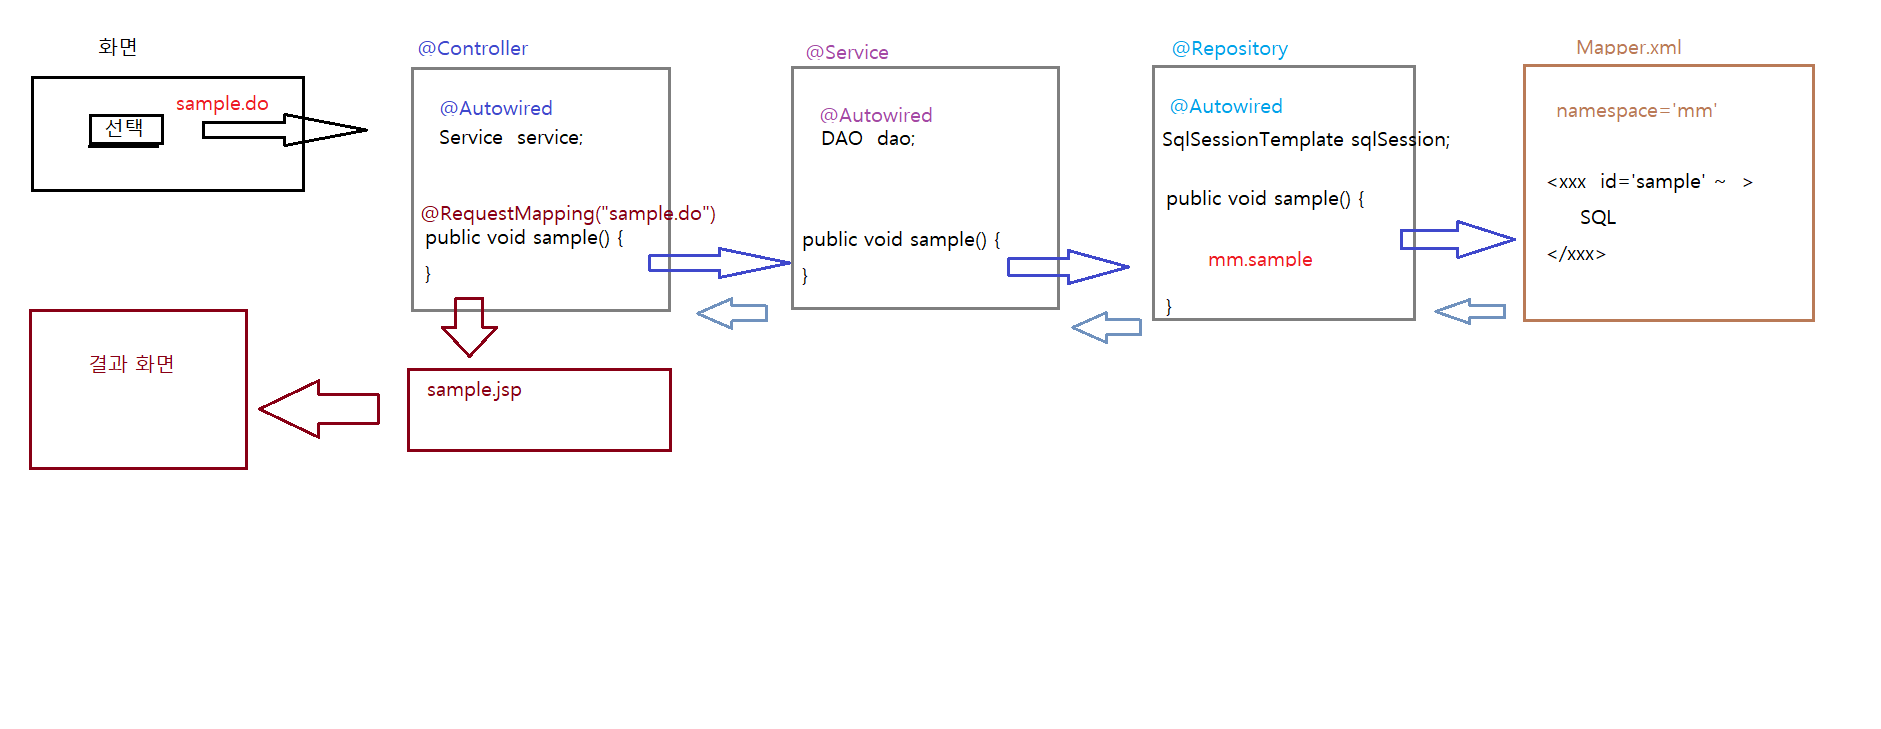 화면
선택
sample.do
@Controller
@Autowired
Service service;
@RequestMapping("sample.do")
public void sample() {
}
@Service
@Autowired
DAO dao;
public void sample() {
}
@Repository
@Autowired
SqlSessionTemplate sqlSession;
public void sample() {
mm.sample
}
Mapper.xml
namespace='mm'
<xxx id='sample' ~ >
SQL
</xxx>
결과 화면
sample.jsp